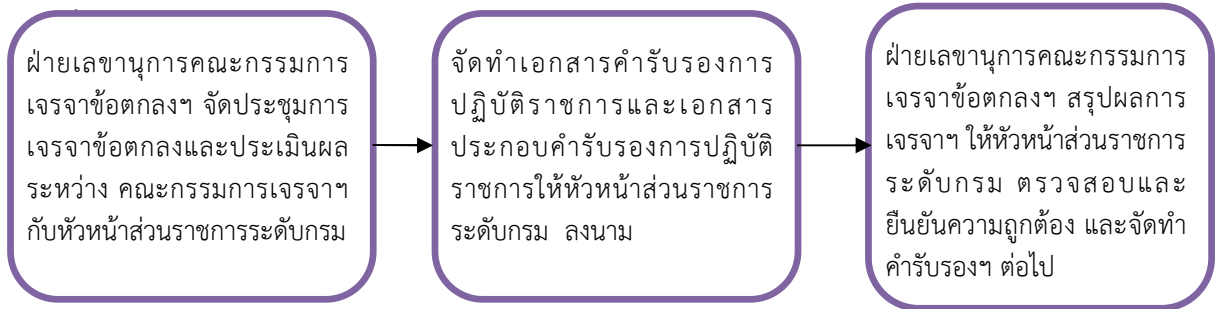 ฝ่ายเลขานุการคณะกรรมการ
เจรจาข้อตกลงฯ จัดประชุมการ
เจรจาข้อตกลงและประเมินผล
ระหว่าง คณะกรรมการเจรจาฯ
กับหัวหน้าส่วนราชการระดับกรม
จัดทำเอกสารคำรับรองการ
ปฏิบัติราชการและเอกสาร
ประกอบคำรับรองการปฏิบัติ
ราชการให้หัวหน้าส่วนราชการ
ระดับกรม ลงนาม
ฝ่ายเลขานุการคณะกรรมการ
เจรจาข้อตกลงฯ สรุปผลการ
เจรจาฯ ให้หัวหน้าส่วนราชการ
ระดับกรม ตรวจสอบและ
ยืนยันความถูกต้อง และจัดทำ
คำรับรองฯ ต่อไป